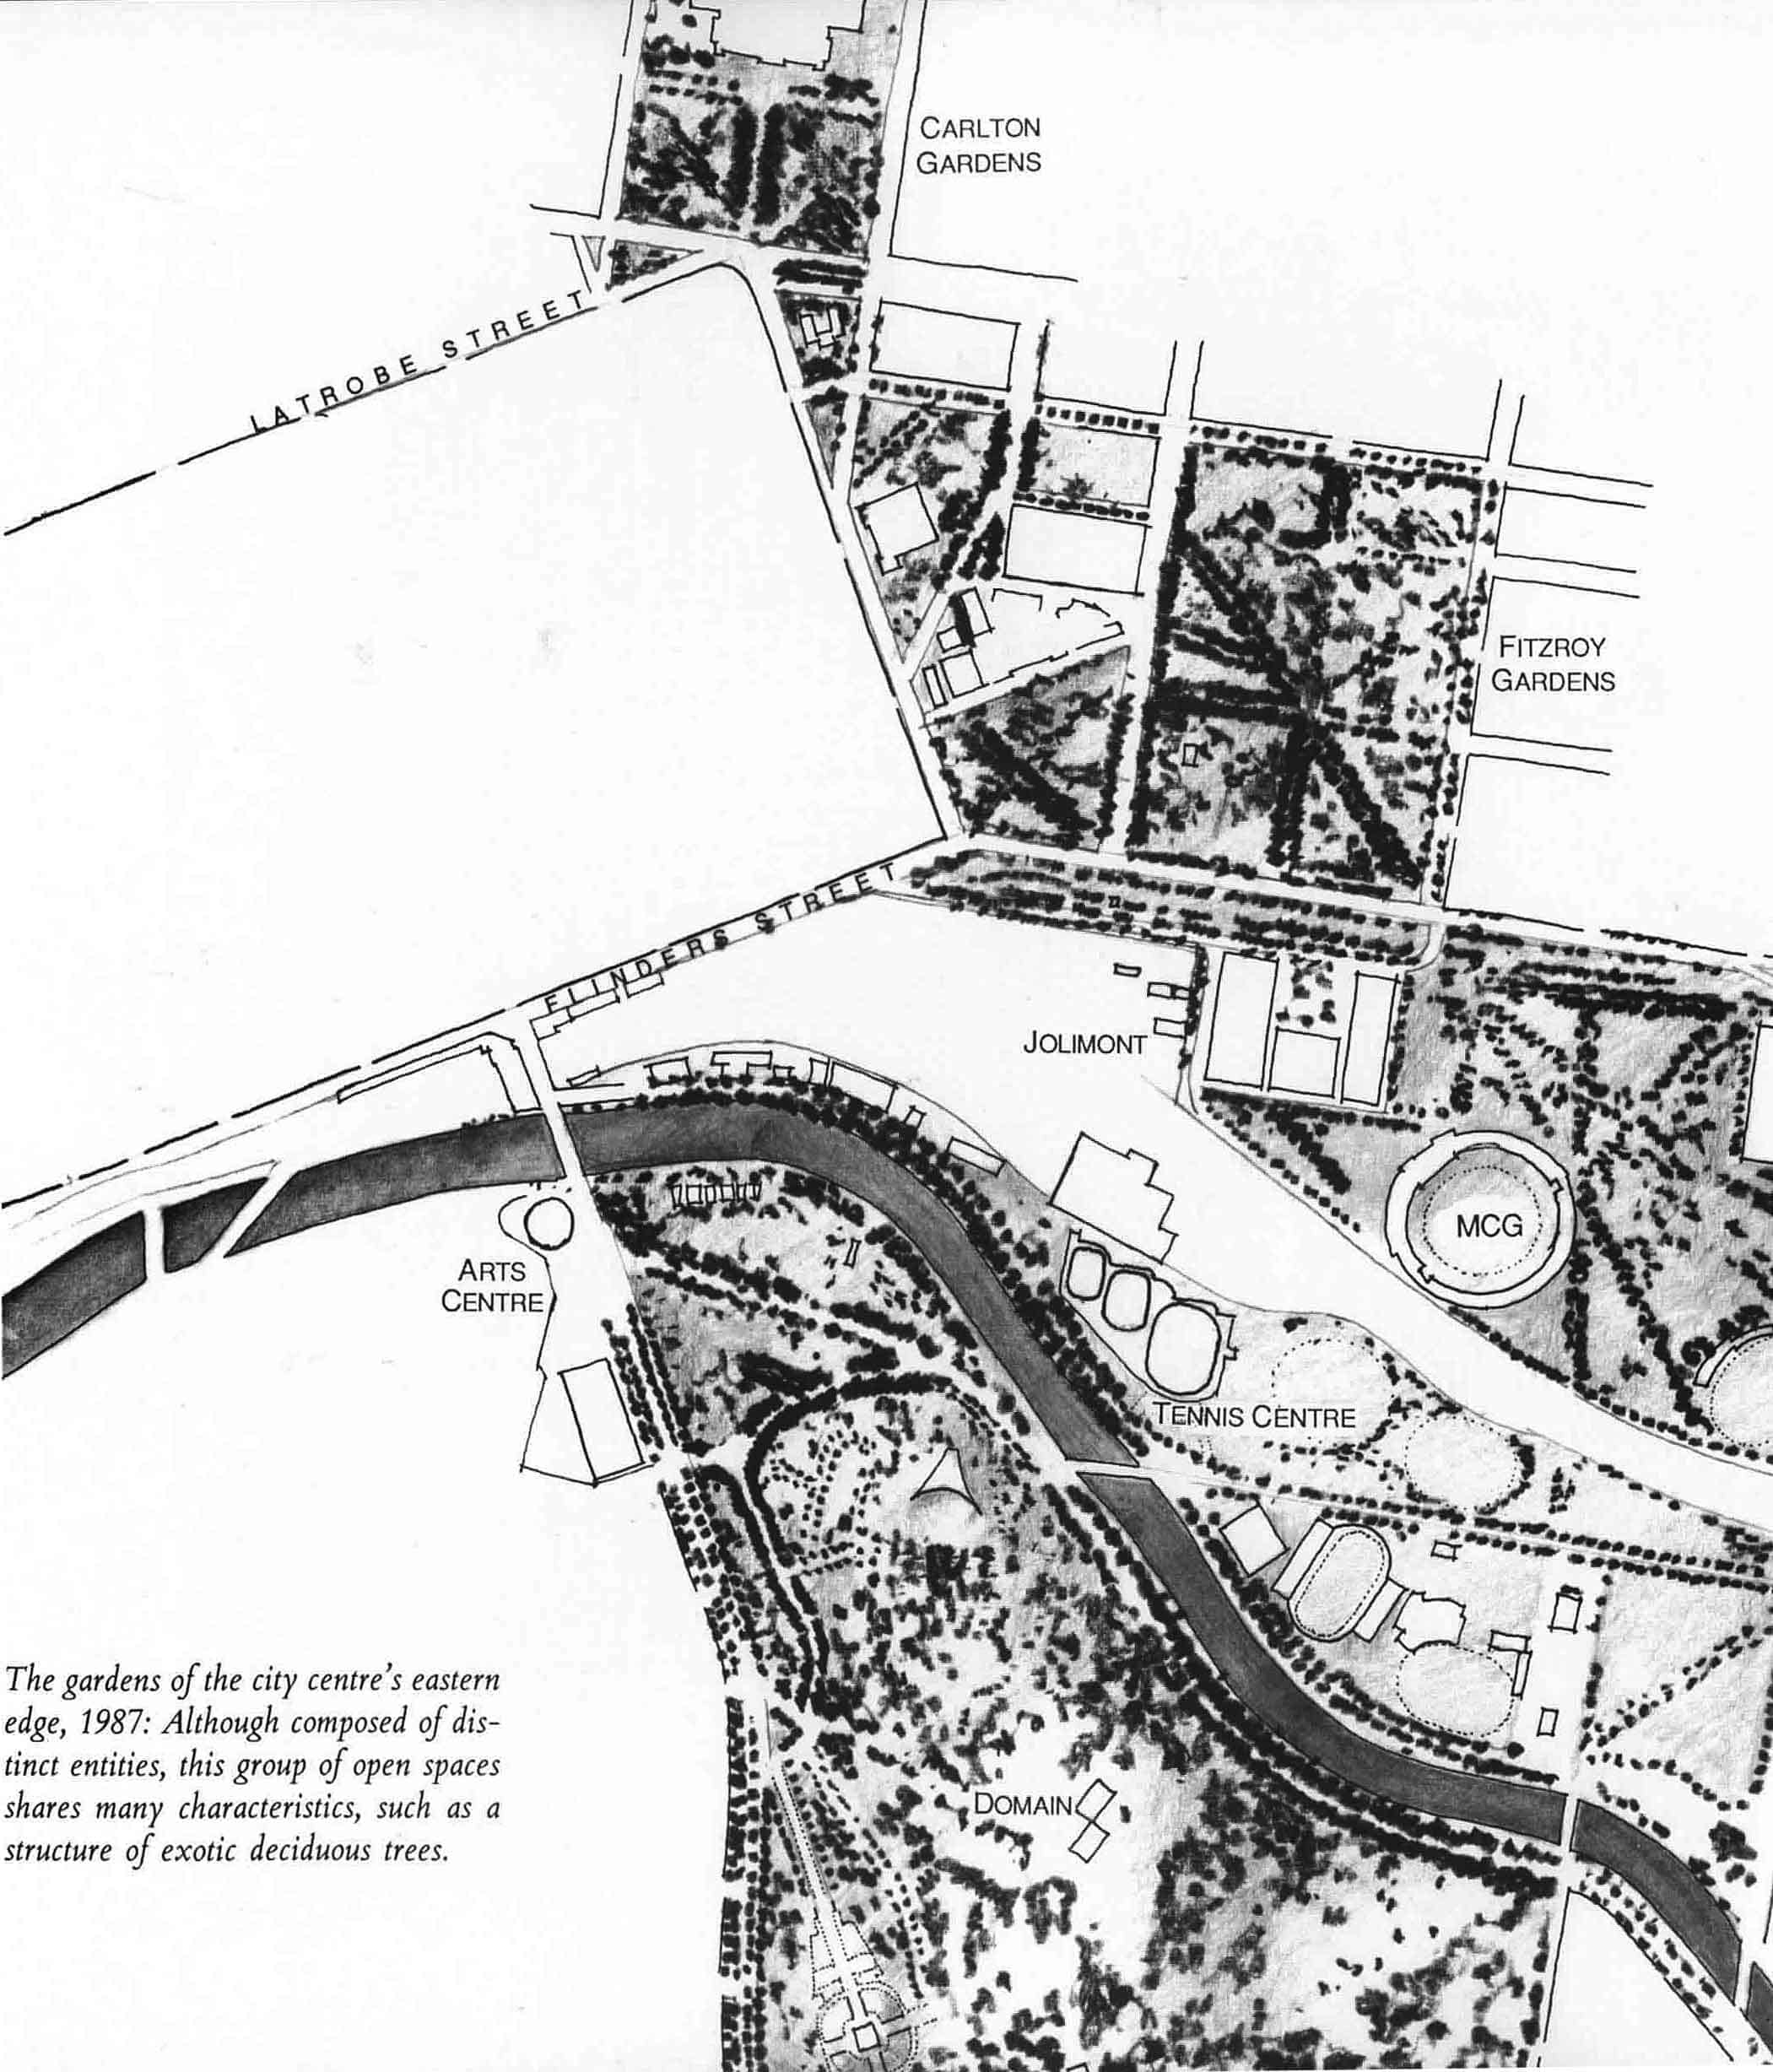 CARLTON
GARDENS
LATROBE STREET
FITZROY
GARDENS
FLINDERS STREET
JOLIMONT
MCG
ARTS
CENTRE
TENNIS CENTRE
DOMAIN
The gardens of the city centre's eastern
edge, 1987: Although composed of dis-
tinct entities, this group of open spaces
shares many characteristics, such as a
structure of exotic deciduous trees.